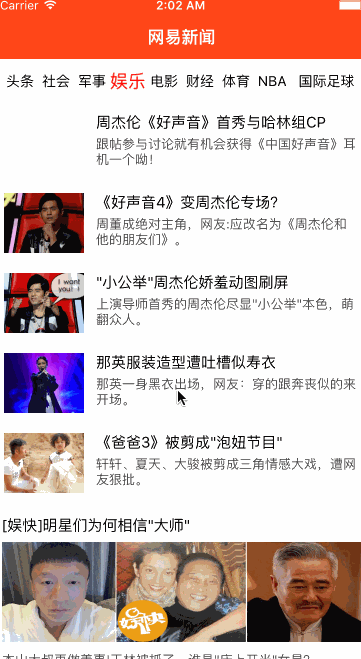 Carrier 2:02 AM
网易新闻
头条 社会 军事 娱乐 电影 财经 体育 NBA 国际足球
周杰伦《好声音》首秀与哈林组CP
跟帖参与讨论就有机会获得《中国好声音》耳
机一个呦!
《好声音4》变周杰伦专场?
周董成绝对主角，网友:应改名为《周杰伦和
他的朋友们》。
I want you!
"小公举"周杰伦娇羞动图刷屏
上演导师首秀的周杰伦尽显"小公举"本色，萌
翻众人。
那英服装造型遭吐槽似寿衣
那英一身黑衣出场，网友：穿的跟奔丧似的来
开场。
《爸爸3》被剪成"泡妞节目"
轩轩、夏天、大骏被剪成三角情感大戏，遭网
友狠批。
[娱快]明星们为何相信"大师"
娱快